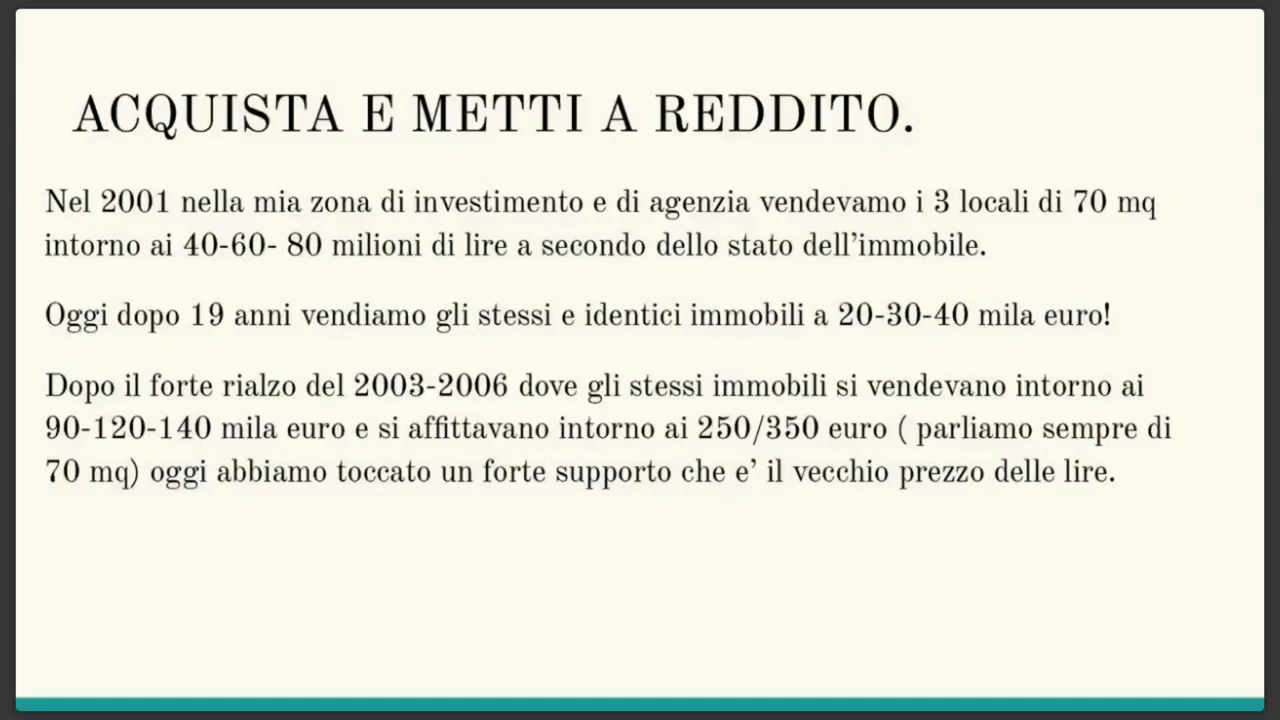 ACQUISTA E METTI A REDDITO.
Nel 2001 nella mia zona di investimento e di agenzia vendevamo i 3 locali di 70 mq
intorno ai 40-60- 80 milioni di lire a secondo dello stato dell'immobile.
Oggi dopo 19 anni vendiamo gli stessi e identici immobili a 20-30-40 mila euro!
Dopo il forte rialzo del 2003-2006 dove gli stessi immobili si vendevano intorno ai
90-120-140 mila euro e si affittavano intorno ai 250/350 euro ( parliamo sempre di
70 mq) oggi abbiamo toccato un forte supporto che e' il vecchio prezzo delle lire.